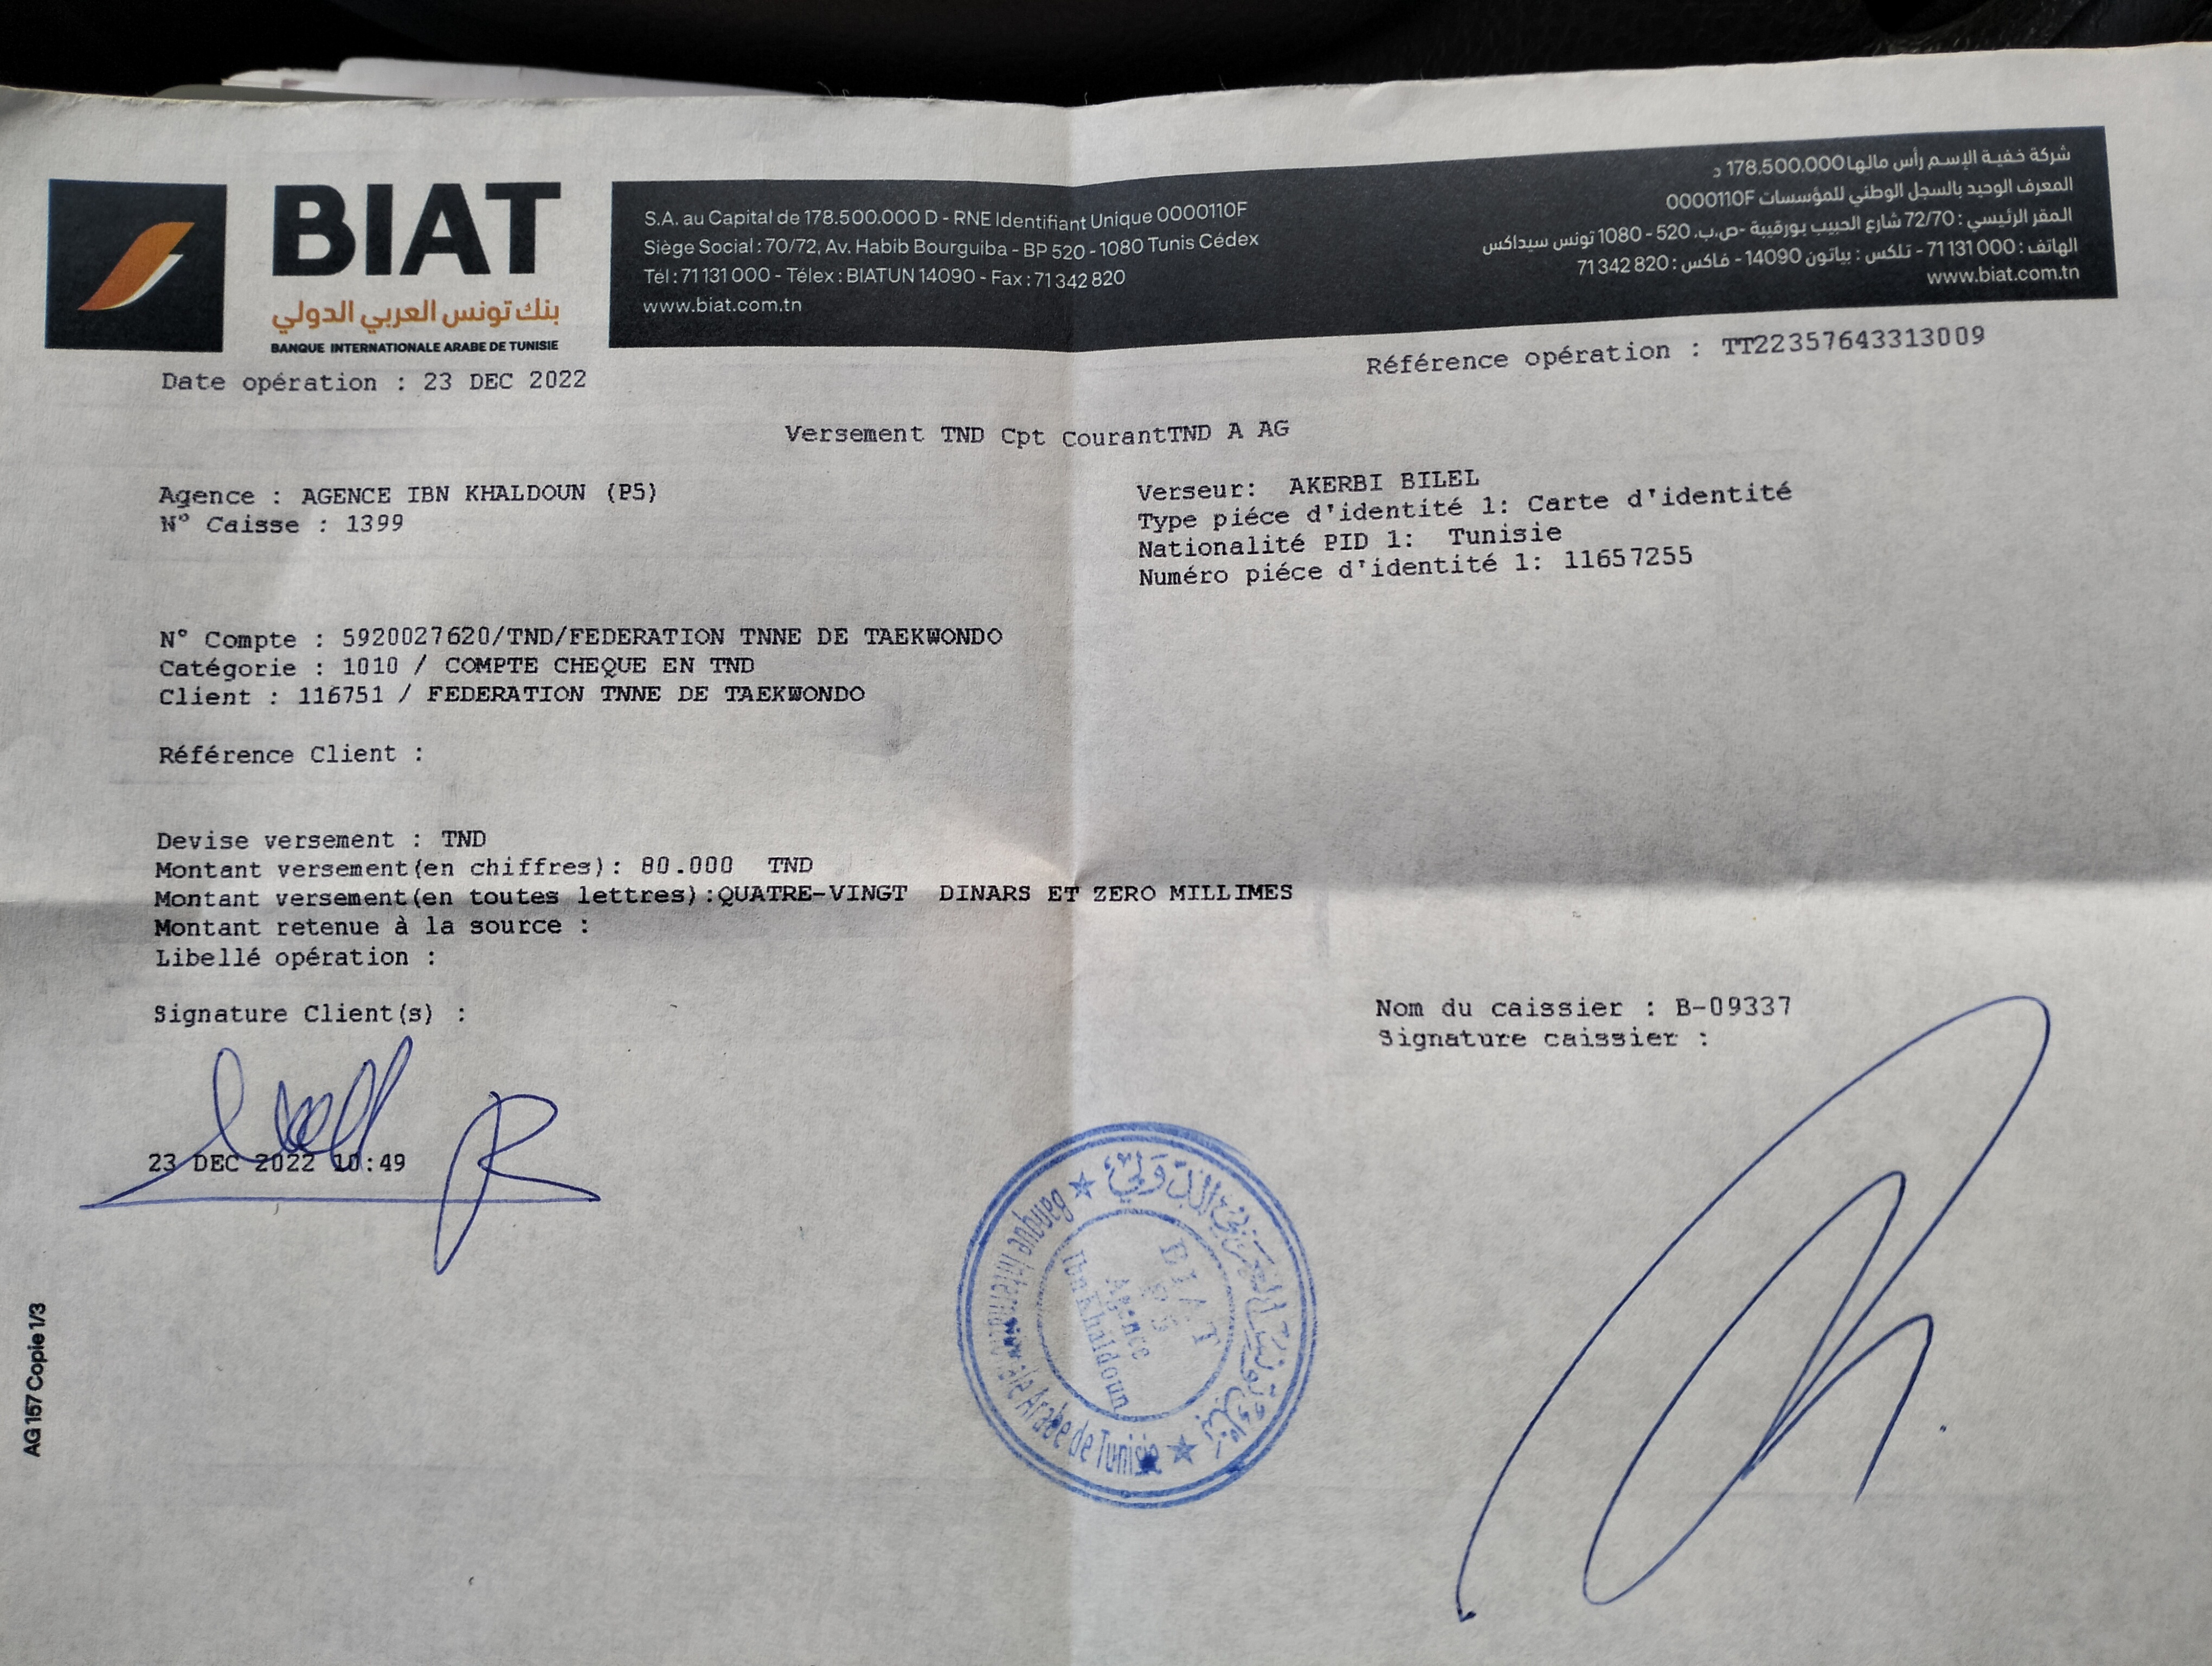 BIAT
بنك تونس العربي الدولي
BANQUE INTERNATIONALE ARABE DE TUNISIE
S.A. au Capital de 178.500.000 D - RNE Identifiant Unique 0000110F
Siège Social : 70/72, Av. Habib Bourguiba - BP 520 - 1080 Tunis Cédex
Tél : 71 131 000 - Télex : BIATUN 14090 - Fax : 71 342 820
www.biat.com.tn
شركة خفية الإسم رأس مالها 178.500.000 د
المعرف الوحيد بالسجل الوطني للمؤسسات 0000110F
المقر الرئيسي : 72/70 شارع الحبيب بورقيبة -ص.ب. 520 - 1080 تونس سيداكس
الهاتف : 71 131 000 - تلكس : بياتون 14090 - فاكس : 71 342 820
www.biat.com.tn
Date opération : 23 DEC 2022
Référence opération : TT22357643313009
Versement TND Cpt CourantTND A AG
Agence : AGENCE IBN KHALDOUN (P5)
N° Caisse : 1399
Verseur: AKERBI BILEL
Type piéce d'identité 1: Carte d'identité
Nationalité PID 1: Tunisie
Numéro piéce d'identité 1: 11657255
N° Compte : 5920027620/TND/FEDERATION TNNE DE TAEKWONDO
Catégorie : 1010 / COMPTE CHEQUE EN TND
Client : 116751 / FEDERATION TNNE DE TAEKWONDO
Référence Client :
Devise versement : TND
Montant versement(en chiffres): 80.000 TND
Montant versement(en toutes lettres):QUATRE-VINGT DINARS ET ZERO MILLIMES
Montant retenue à la source :
Libellé opération :
Signature Client(s) :
Nom du caissier : B-09337
Signature caissier :
23 DEC 2022 10:49
بنك تونس العربي الدولي
Banque Internationale Arabe de Tunisie
BIAT
Agence
Ibn Khaldoun
AG 157 Copie 1/3